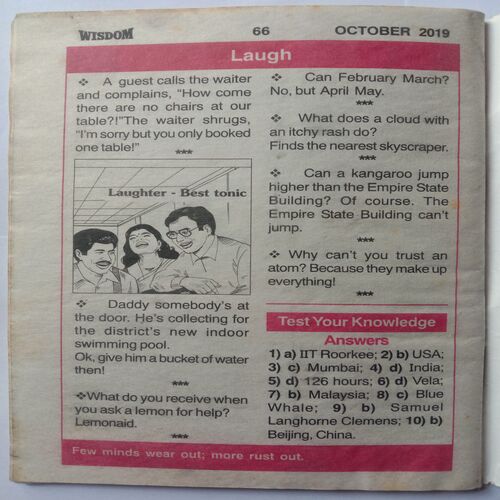 WISDOM 66 OCTOBER 2019
Laugh
❖ A guest calls the waiter
and complains, "How come
there are no chairs at our
table?!"The waiter shrugs,
"I'm sorry but you only booked
one table!"
***
Laughter - Best tonic
❖ Daddy somebody's at
the door. He's collecting for
the district's new indoor
swimming pool.
Ok, give him a bucket of water
then!
***
❖What do you receive when
you ask a lemon for help?
Lemonaid.
***
❖ Can February March?
No, but April May.
***
❖ What does a cloud with
an itchy rash do?
Finds the nearest skyscraper.
***
❖ Can a kangaroo jump
higher than the Empire State
Building? Of course. The
Empire State Building can't
jump.
***
❖ Why can't you trust an
atom? Because they make up
everything!
***
Test Your Knowledge
Answers
1) a) IIT Roorkee; 2) b) USA;
3) c) Mumbai; 4) d) India;
5) d) 126 hours; 6) d) Vela;
7) b) Malaysia; 8) c) Blue
Whale; 9) b) Samuel
Langhorne Clemens; 10) b)
Beijing, China.
Few minds wear out; more rust out.